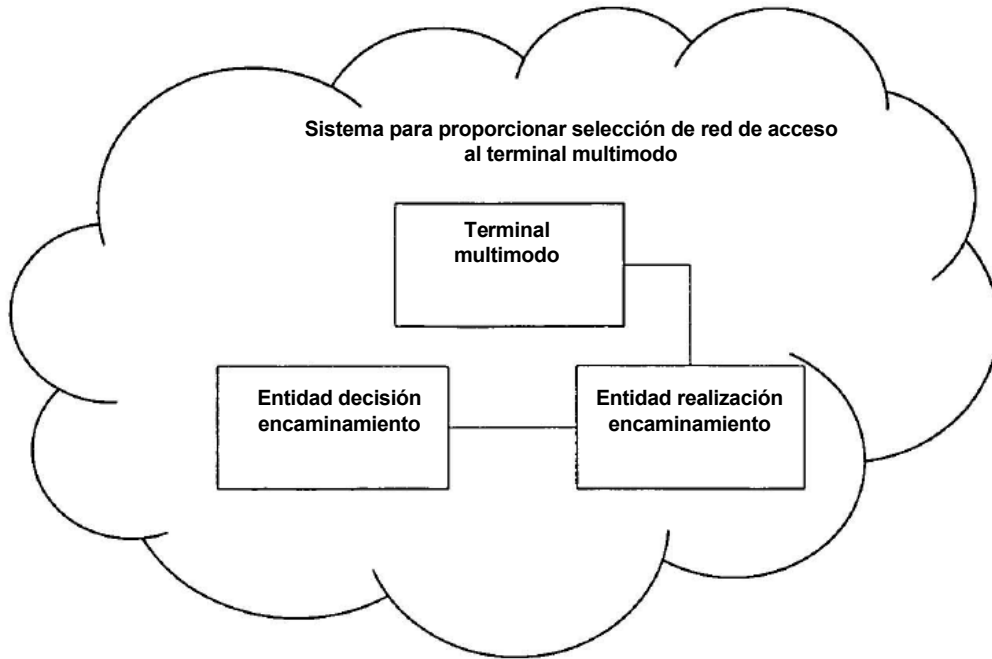 Sistema para proporcionar selección de red de acceso
al terminal multimodo
Terminal
multimodo
Entidad decisión
encaminamiento
Entidad realización
encaminamiento